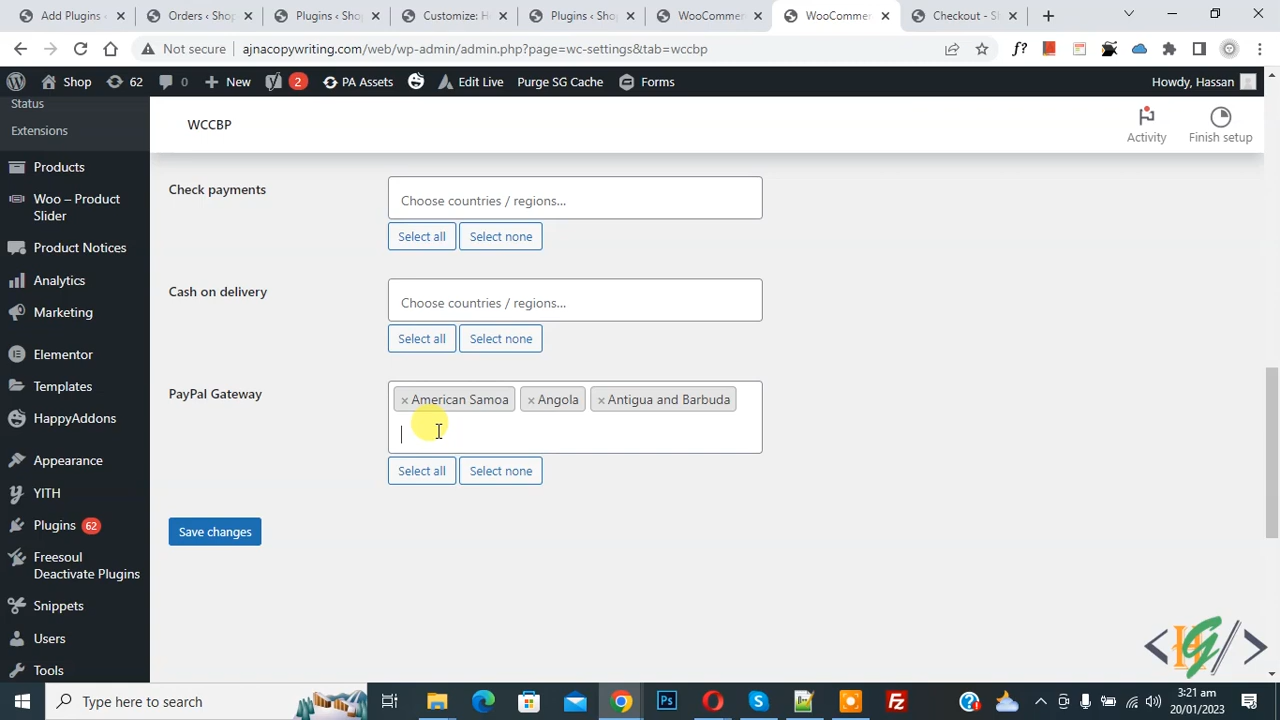 Add Plugins ‹
Orders ‹ Shop
Plugins ‹ Shop
Customize: H
Plugins ‹ Shop
WooCommer
WooCommer
Checkout - S
Not secure
ajnacopywriting.com/web/wp-admin/admin.php?page=wc-settings&tab=wccbp
f?
Shop
62
0
New
2
PA Assets
Edit Live
Purge SG Cache
Forms
Howdy, Hassan
Status
Extensions
Products
Woo – Product
Slider
Product Notices
Analytics
Marketing
Elementor
Templates
HappyAddons
Appearance
YITH
Plugins 62
Freesoul
Deactivate Plugins
Snippets
Users
Tools
WCCBP
Activity
Finish setup
Check payments
Choose countries / regions...
Select all
Select none
Cash on delivery
Choose countries / regions...
Select all
Select none
PayPal Gateway
× American Samoa
× Angola
× Antigua and Barbuda
Select all
Select none
Save changes
Type here to search
Ps
3:21 am
20/01/2023